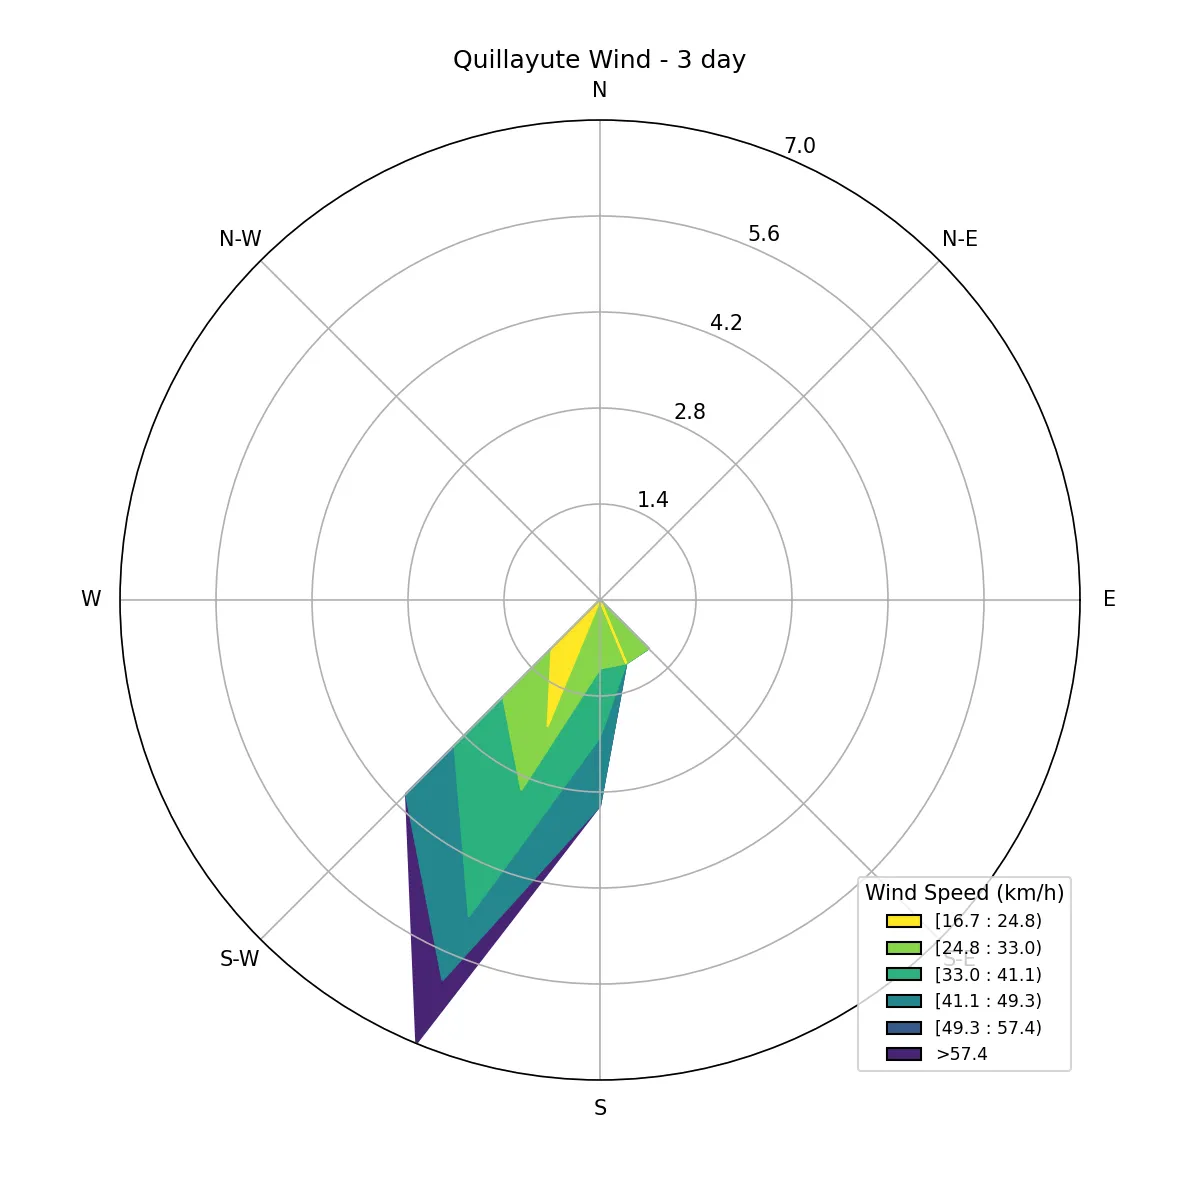 Quillayute Wind - 3 day
N
7.0
N-W
5.6
N-E
4.2
2.8
1.4
W
E
S-W
S-E
Wind Speed (km/h)
[16.7 : 24.8)
[24.8 : 33.0)
[33.0 : 41.1)
[41.1 : 49.3)
[49.3 : 57.4)
>57.4
S